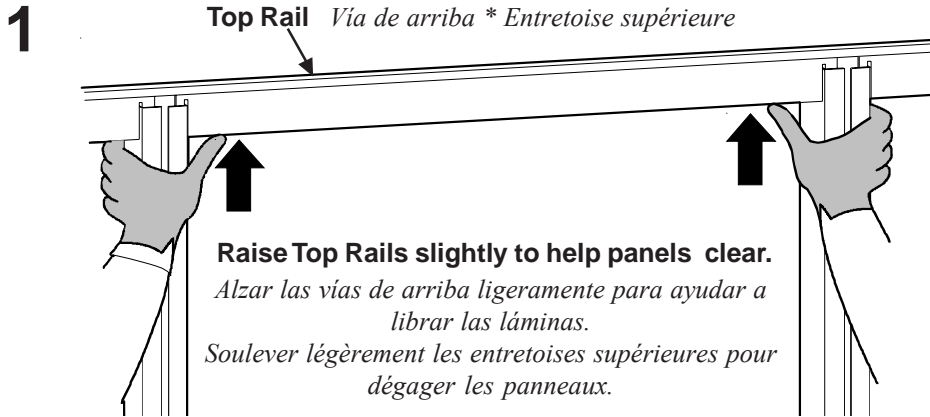 1
Top Rail Vía de arriba * Entretoise supérieure
Raise Top Rails slightly to help panels clear.
Alzar las vías de arriba ligeramente para ayudar a
librar las láminas.
Soulever légèrement les entretoises supérieures pour
dégager les panneaux.